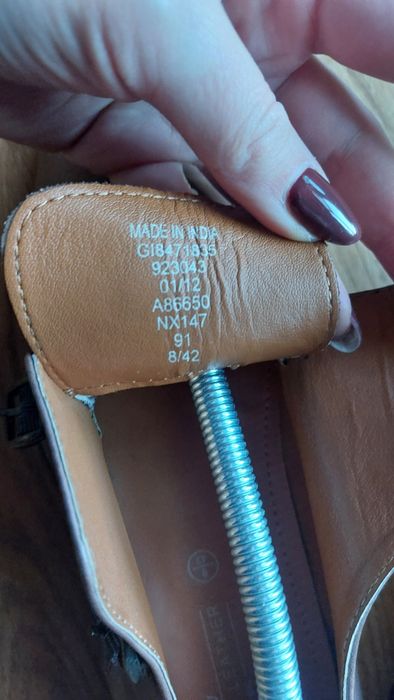 MADE IN INDIA
GI8471835
923043
01/12
A86650
NX147
91
8/42